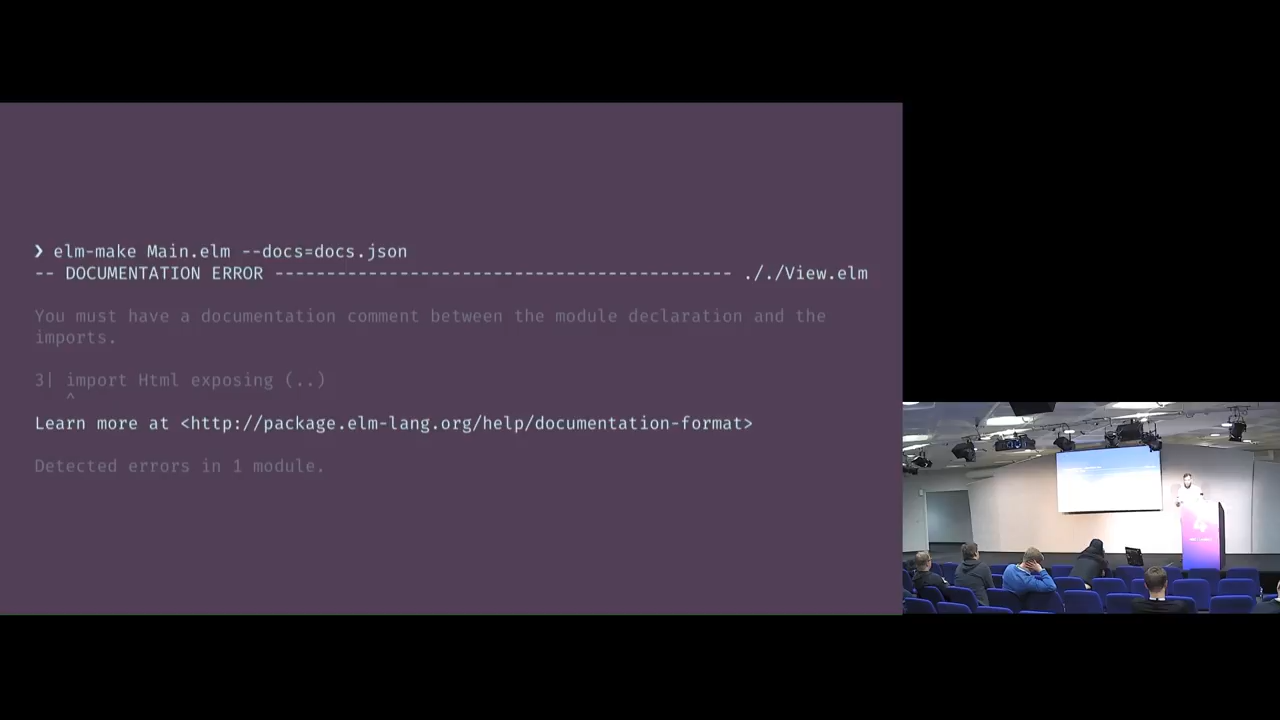 ❯ elm-make Main.elm --docs=docs.json
-- DOCUMENTATION ERROR -------------------------------------------- ././View.elm
You must have a documentation comment between the module declaration and the
imports.
3| import Html exposing (..)
^
Learn more at <http://package.elm-lang.org/help/documentation-format>
Detected errors in 1 module.
4